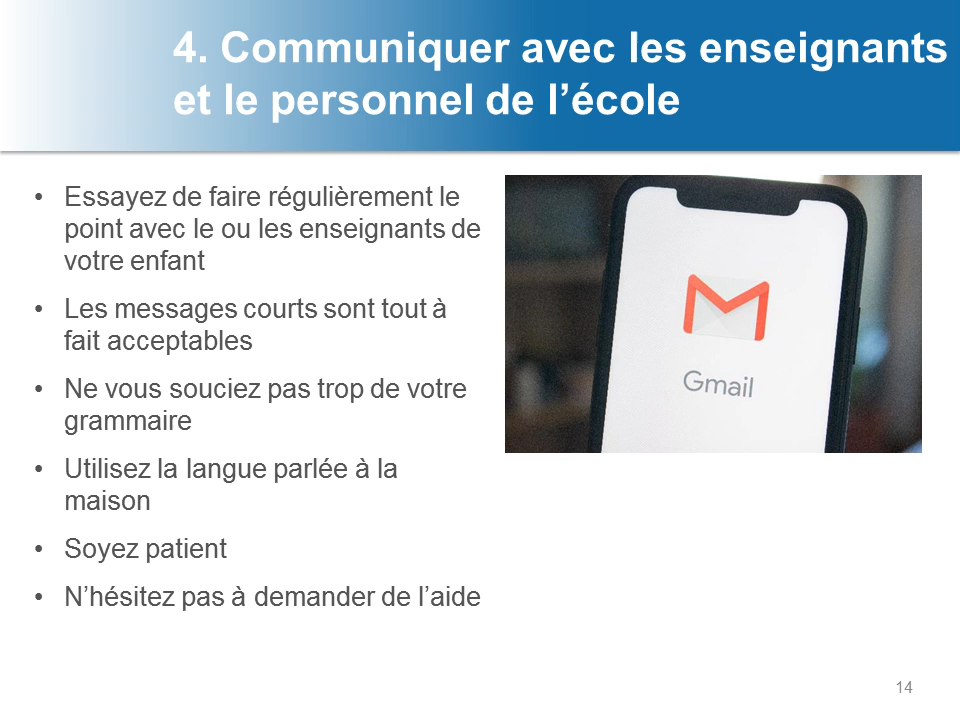 4. Communiquer avec les enseignants
et le personnel de l’école
• Essayez de faire régulièrement le
point avec le ou les enseignants de
votre enfant
• Les messages courts sont tout à
fait acceptables
• Ne vous souciez pas trop de votre
grammaire
• Utilisez la langue parlée à la
maison
• Soyez patient
• N’hésitez pas à demander de l’aide
Gmail
14